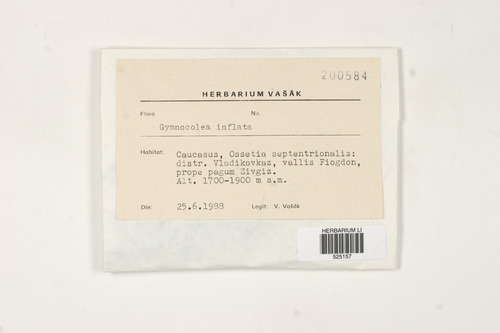 200584
HERBARIUM VAŠÁK
Flora No.
Gymnocolea inflata
Habitat: Caucasus, Ossetia septentrionalis:
distr. Vladikavkaz, vallis Fiogdon,
prope pagum Zivgiz.
Alt. 1700-1900 m s.m.
Die: 25.6.1988 Legit: V. Vašák
HERBARIUM LI
525157